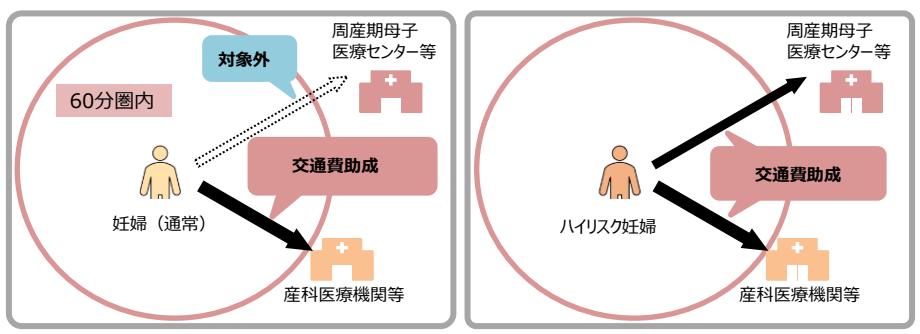 周産期母子
医療センター等
対象外
60分圏内
交通費助成
妊婦（通常）
産科医療機関等
周産期母子
医療センター等
交通費助成
ハイリスク妊婦
産科医療機関等